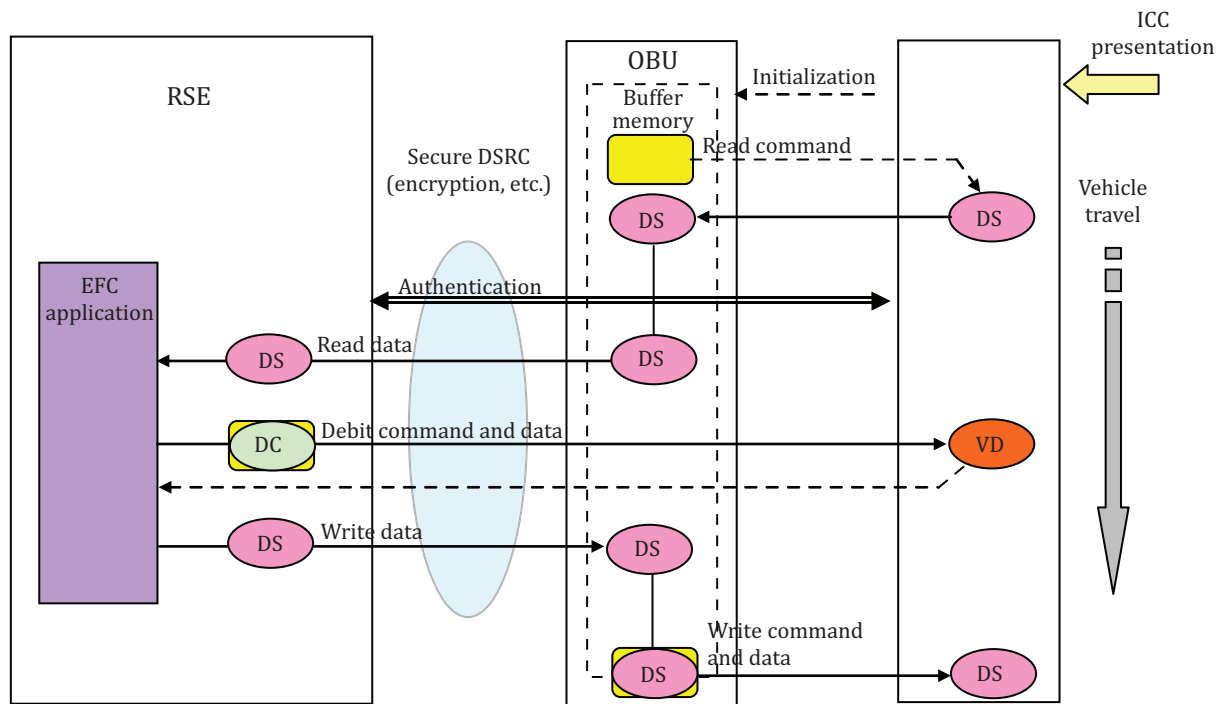 ICC
presentation
RSE
OBU
Initialization
Buffer
memory
Read command
Secure DSRC
(encryption, etc.)
Vehicle
travel
DS
DS
EFC
application
Authentication
DS
Read data
DS
DC
Debit command and data
VD
DS
Write data
DS
Write command
and data
DS
DS